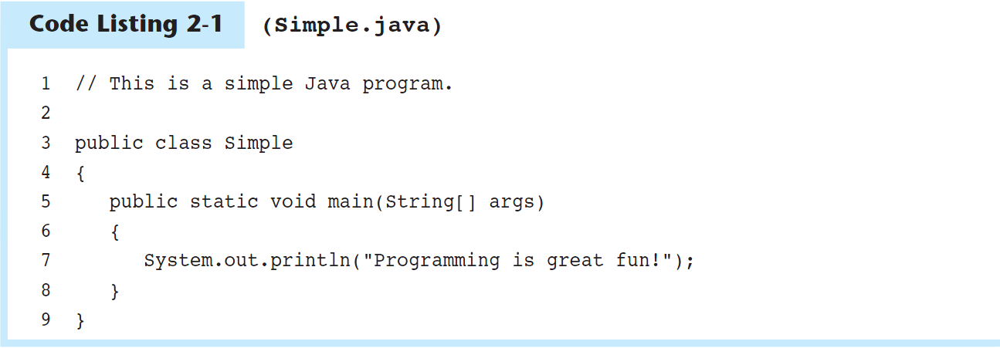 Code Listing 2-1 (Simple.java)
1 // This is a simple Java program.
2
3 public class Simple
4 {
5    public static void main(String[] args)
6    {
7       System.out.println("Programming is great fun!");
8    }
9 }